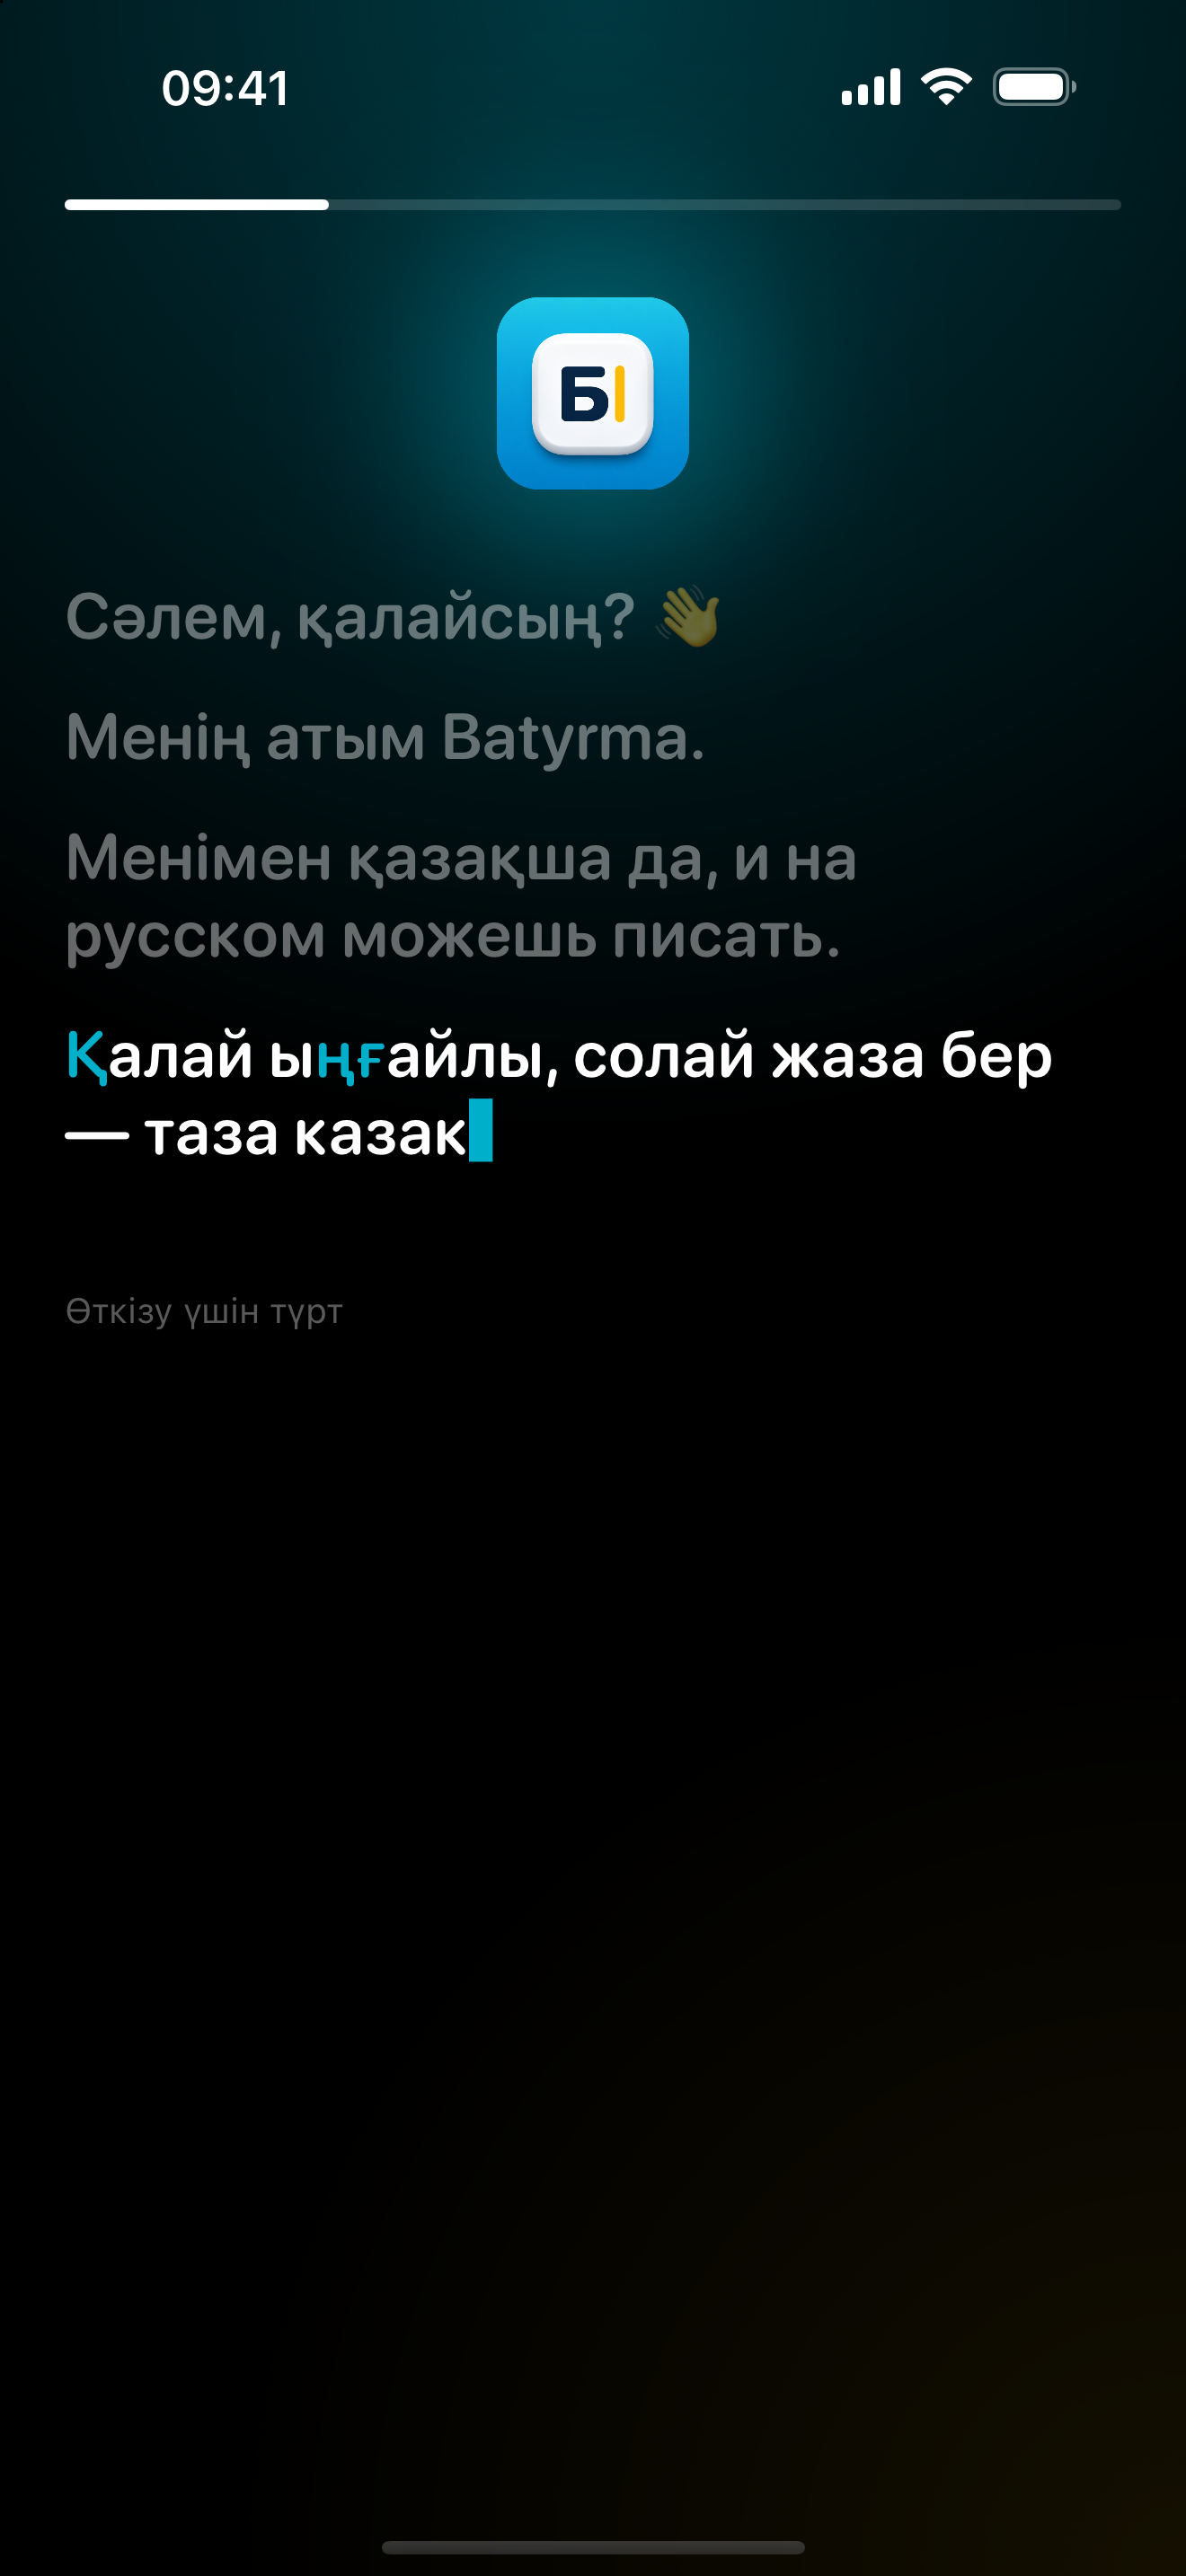 09:41
Б|
Сәлем, қалайсың? 👋
Менің атым Batyrma.
Менімен қазақша да, и на
русском можешь писать.
Қалай ыңғайлы, солай жаза бер
— таза казак
Өткізу үшін түрт